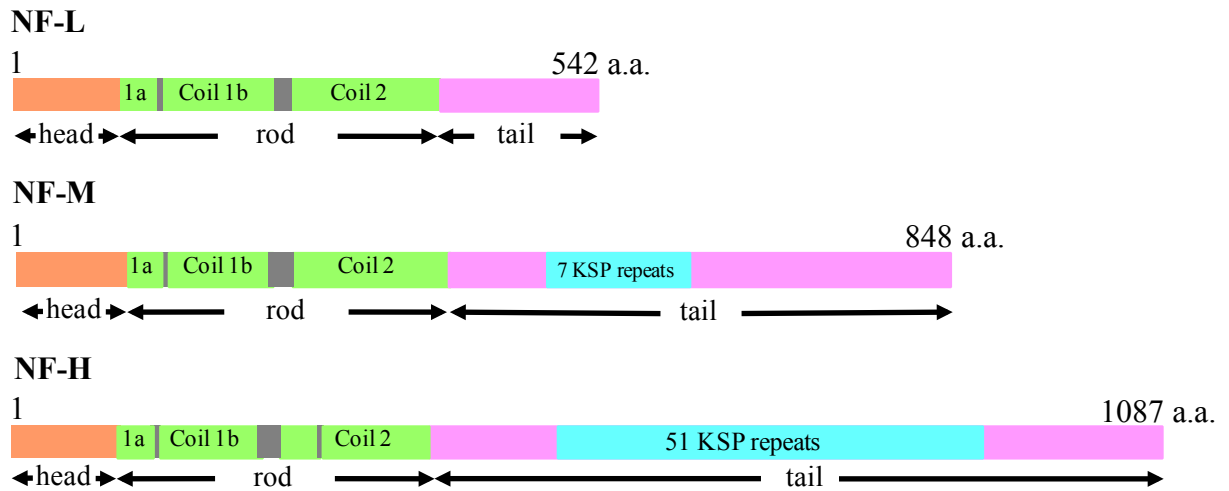 NF-L
1 542 a.a.
1a Coil 1b Coil 2
head rod tail
NF-M
1 848 a.a.
1a Coil 1b Coil 2 7 KSP repeats
head rod tail
NF-H
1 1087 a.a.
1a Coil 1b Coil 2 51 KSP repeats
head rod tail